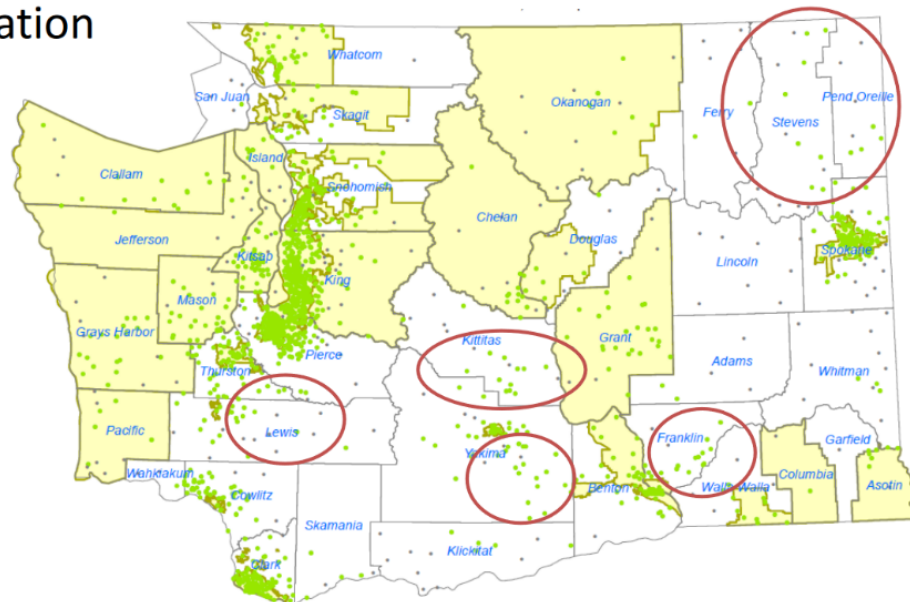 ation
Whatcom
San Juan
Skagit
Okanogan
Ferry
Stevens
Pend Oreille
Island
Clallam
Snohomish
Chelan
Jefferson
Douglas
Kitsap
King
Lincoln
Spokane
Mason
Grays Harbor
Kittitas
Grant
Pierce
Thurston
Adams
Whitman
Pacific
Lewis
Yakima
Franklin
Garfield
Wahkiakum
Cowlitz
Benton
Walla Walla
Columbia
Asotin
Skamania
Klickitat
Clark